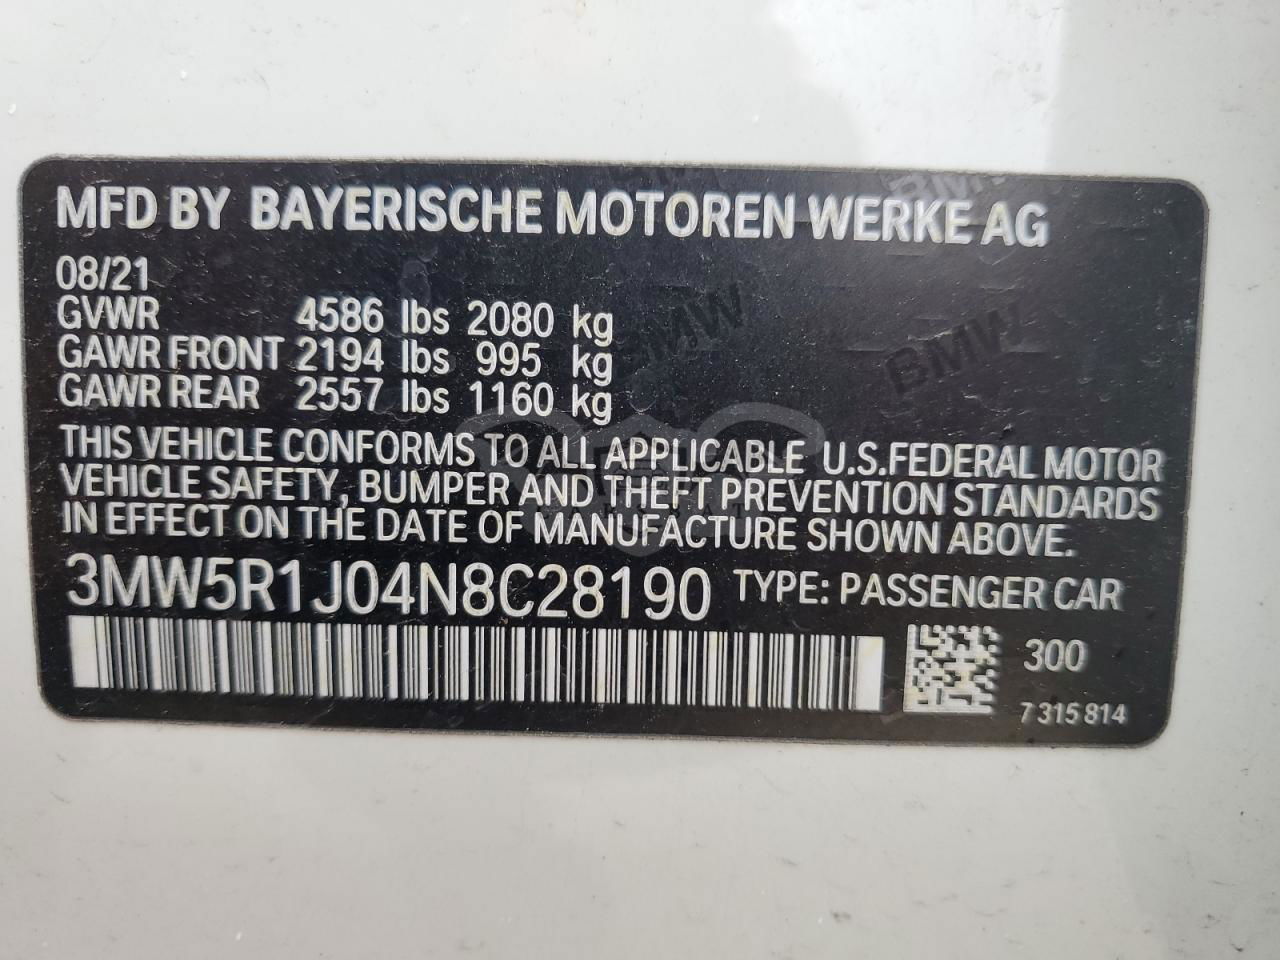 MFD BY BAYERISCHE MOTOREN WERKE AG
08/21
GVWR 4586 lbs 2080 kg
GAWR FRONT 2194 lbs 995 kg
GAWR REAR 2557 lbs 1160 kg
THIS VEHICLE CONFORMS TO ALL APPLICABLE U.S.FEDERAL MOTOR
VEHICLE SAFETY, BUMPER AND THEFT PREVENTION STANDARDS
IN EFFECT ON THE DATE OF MANUFACTURE SHOWN ABOVE.
3MW5R1J04N8C28190 TYPE: PASSENGER CAR
300
7 315 814
BMW
BMW
BMW